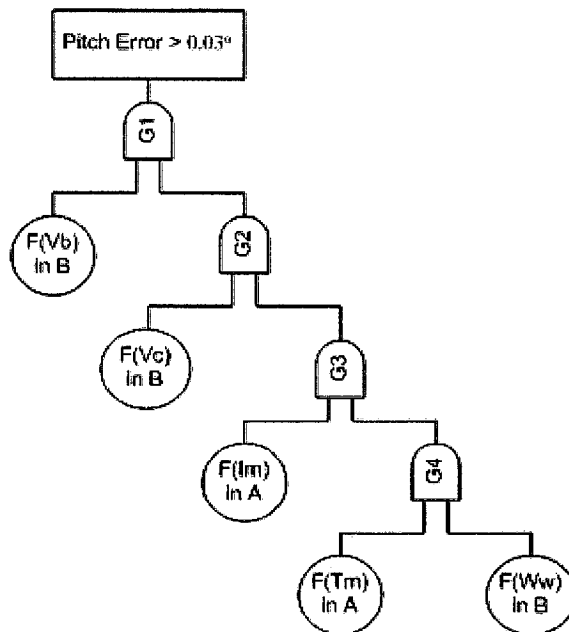 Pitch Error > 0.03°
G1
F(Vb)
in B
G2
F(Vc)
in B
G3
F(Im)
in A
G4
F(Tm)
in A
F(Ww)
in B